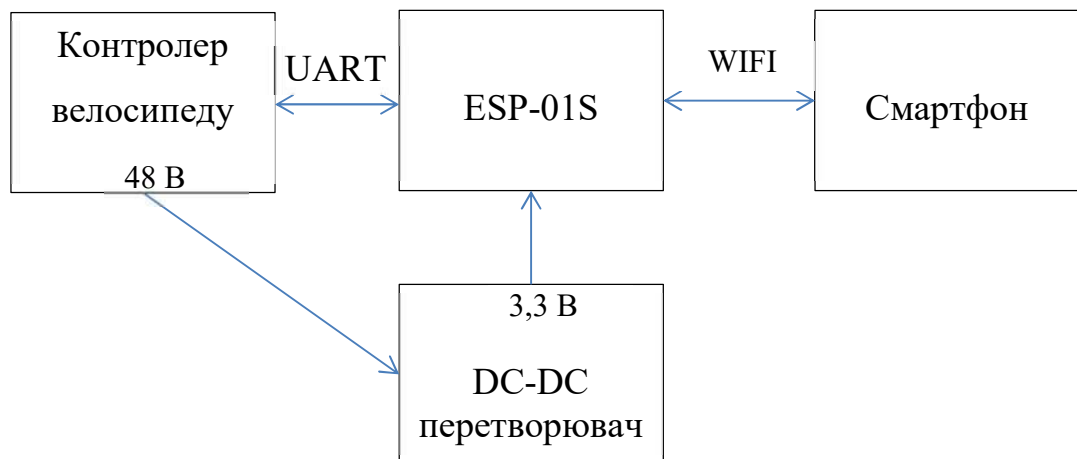 Контролер
велосипеду
48 В
UART
ESP-01S
WIFI
Смартфон
3,3 В
DC-DC
перетворювач